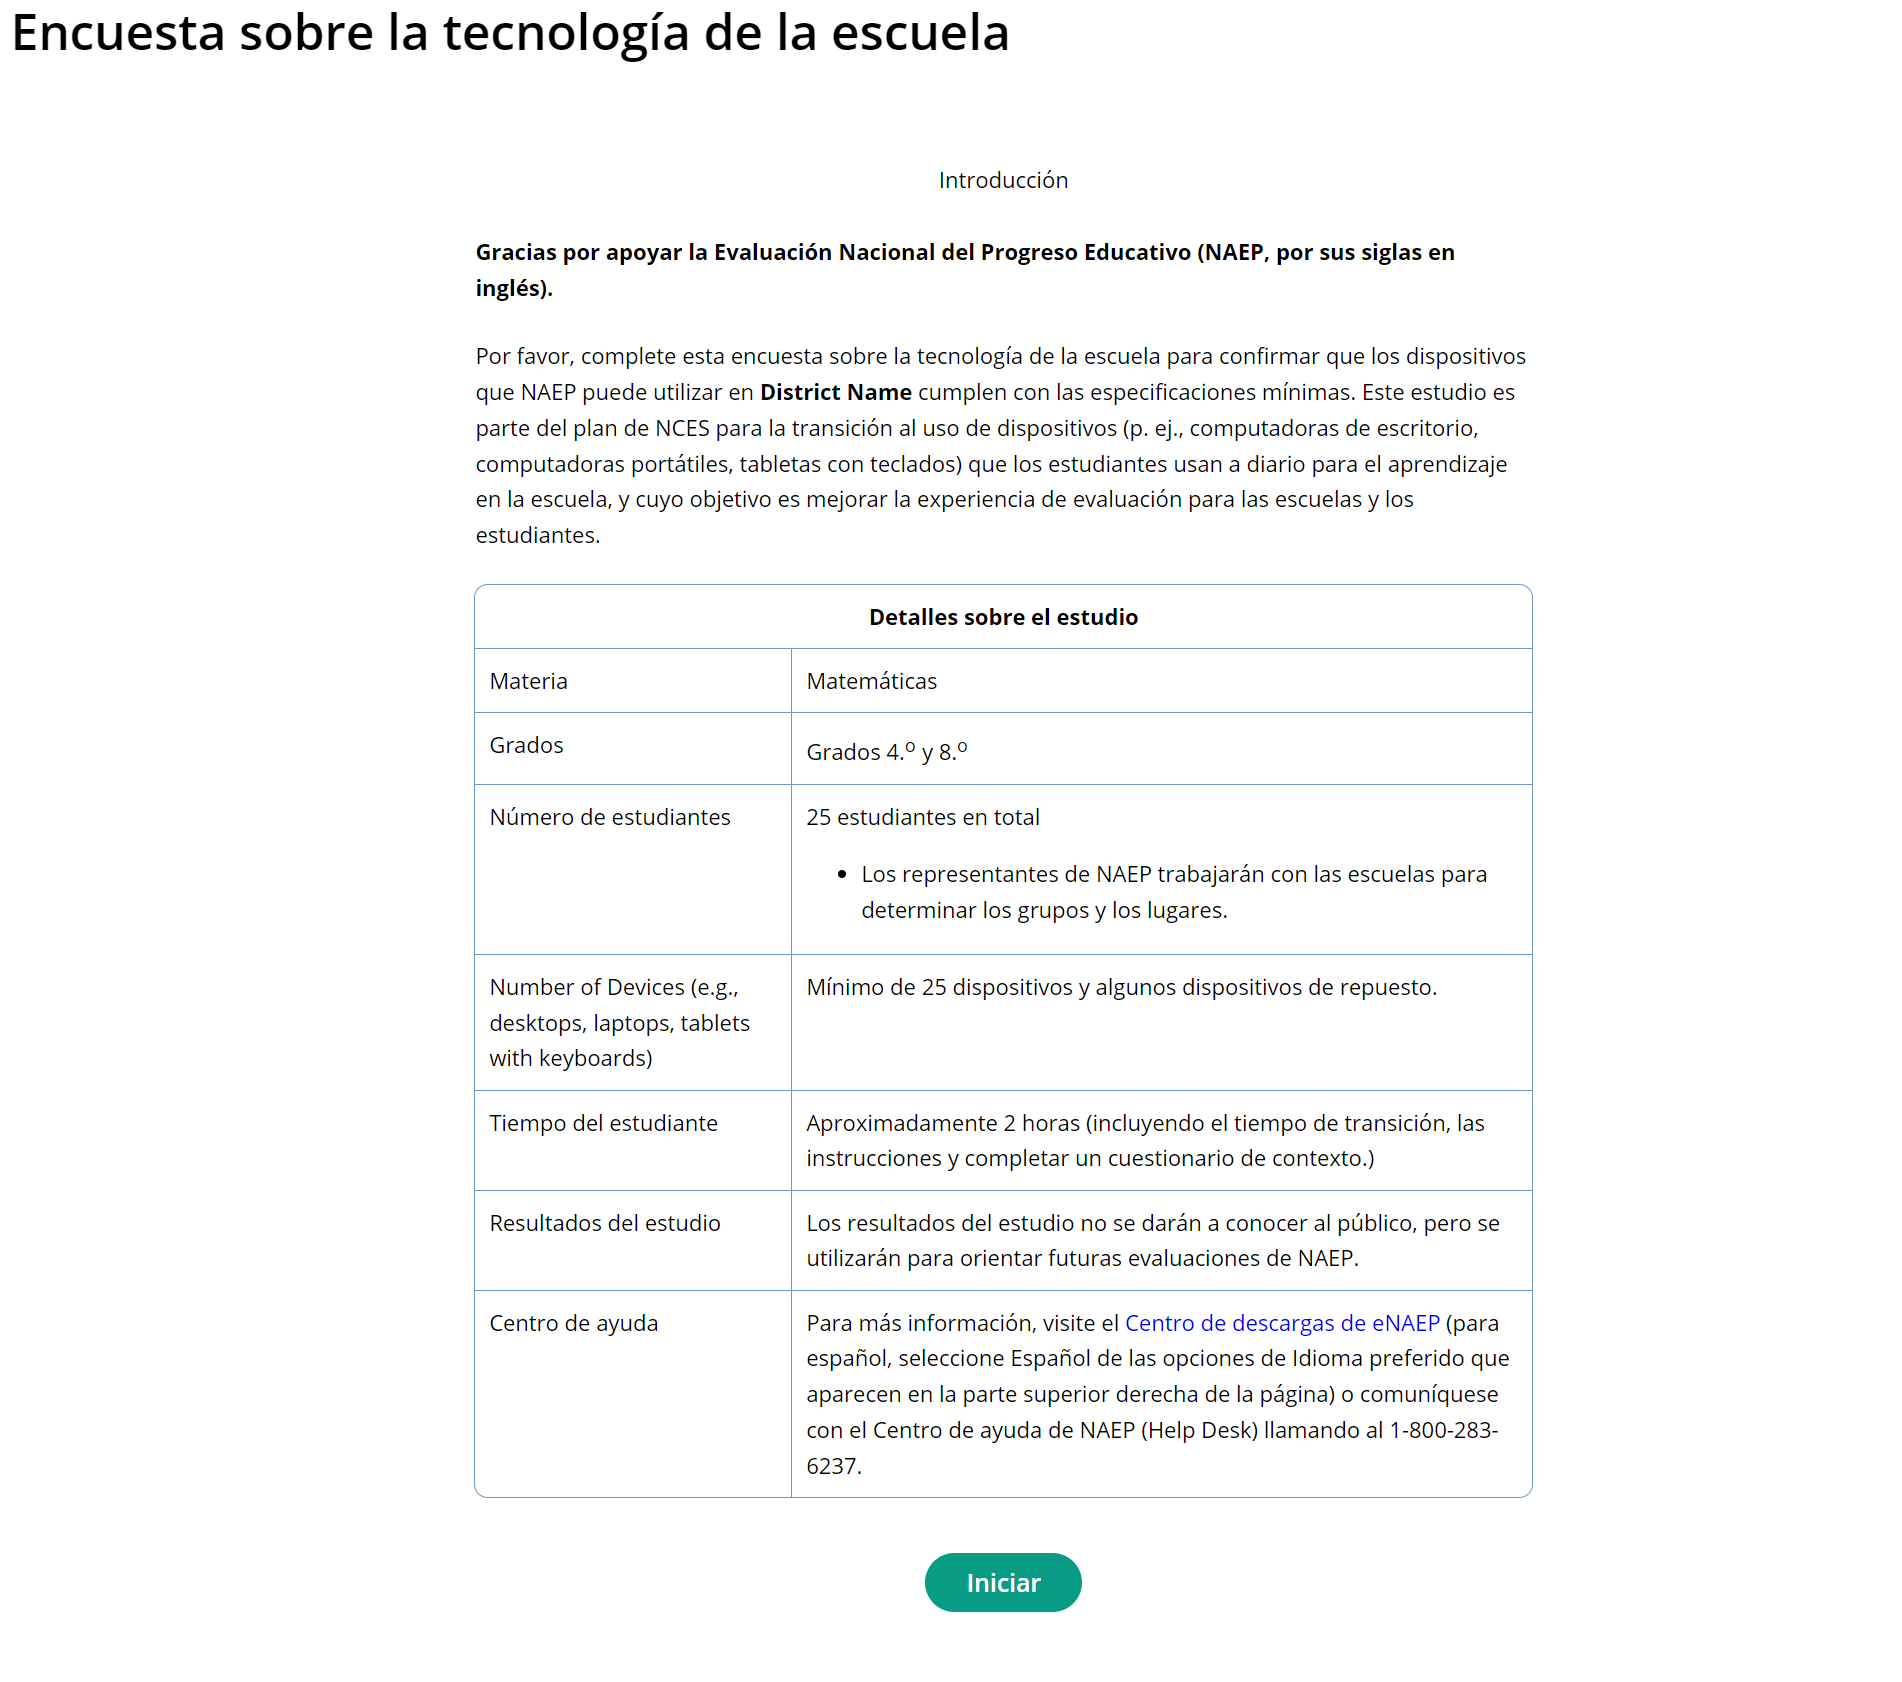 Encuesta sobre la tecnología de la escuela
Introducción
Gracias por apoyar la Evaluación Nacional del Progreso Educativo (NAEP, por sus siglas en
inglés).
Por favor, complete esta encuesta sobre la tecnología de la escuela para confirmar que los dispositivos
que NAEP puede utilizar en District Name cumplen con las especificaciones mínimas. Este estudio es
parte del plan de NCES para la transición al uso de dispositivos (p. ej., computadoras de escritorio,
computadoras portátiles, tabletas con teclados) que los estudiantes usan a diario para el aprendizaje
en la escuela, y cuyo objetivo es mejorar la experiencia de evaluación para las escuelas y los
estudiantes.
Detalles sobre el estudio
Materia
Matemáticas
Grados
Grados 4.º y 8.º
Número de estudiantes
25 estudiantes en total
• Los representantes de NAEP trabajarán con las escuelas para
determinar los grupos y los lugares.
Number of Devices (e.g.,
desktops, laptops, tablets
with keyboards)
Mínimo de 25 dispositivos y algunos dispositivos de repuesto.
Tiempo del estudiante
Aproximadamente 2 horas (incluyendo el tiempo de transición, las
instrucciones y completar un cuestionario de contexto.)
Resultados del estudio
Los resultados del estudio no se darán a conocer al público, pero se
utilizarán para orientar futuras evaluaciones de NAEP.
Centro de ayuda
Para más información, visite el Centro de descargas de eNAEP (para
español, seleccione Español de las opciones de Idioma preferido que
aparecen en la parte superior derecha de la página) o comuníquese
con el Centro de ayuda de NAEP (Help Desk) llamando al 1-800-283-
6237.
Iniciar